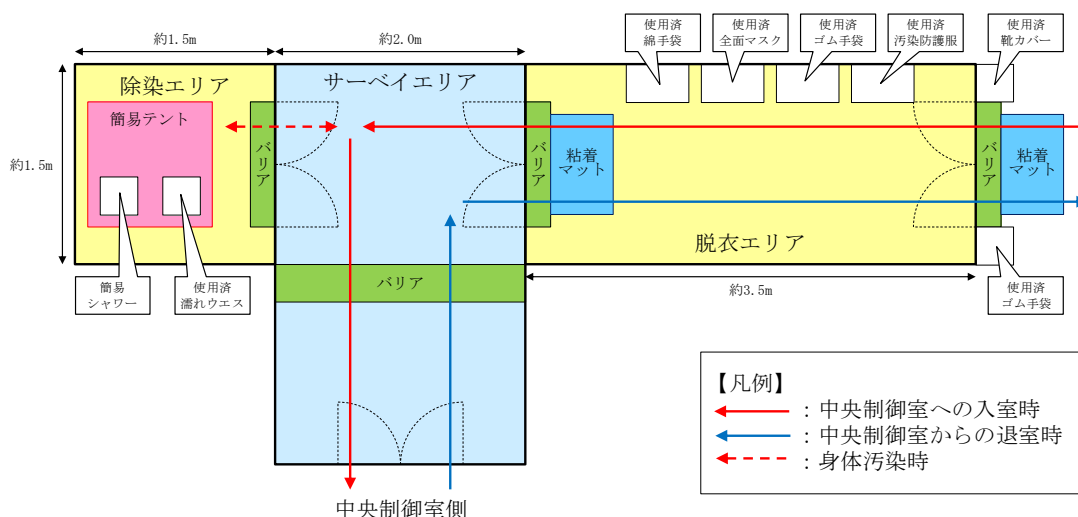 約1.5m
約2.0m
使用済
綿手袋
使用済
全面マスク
使用済
ゴム手袋
使用済
汚染防護服
使用済
靴カバー
除染エリア
サーベイエリア
簡易テント
約1.5m
バリア
バリア
粘着
マット
バリア
粘着
マット
脱衣エリア
簡易
シャワー
使用済
濡れウエス
バリア
約3.5m
使用済
ゴム手袋
【凡例】
:中央制御室への入室時
:中央制御室からの退室時
:身体汚染時
中央制御室側